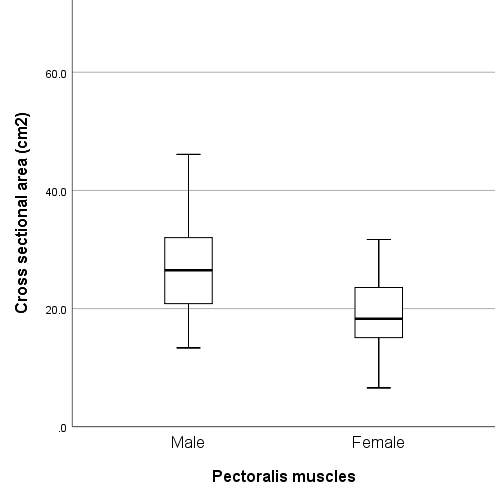 Cross sectional area (cm2)
60.0
40.0
20.0
.0
Male
Female
Pectoralis muscles